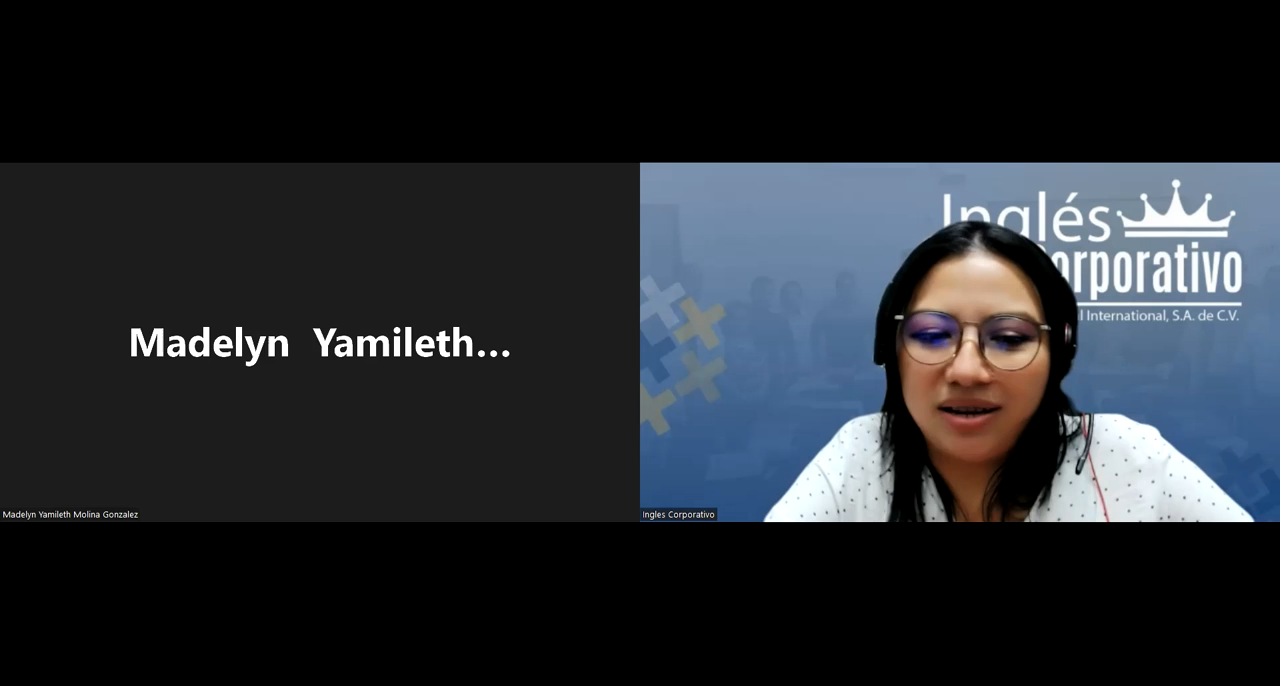 Madelyn Yamileth...
Madelyn Yamileth Molina Gonzalez
Inglés
orporativo
l International, S.A. de C.V.
Ingles Corporativo